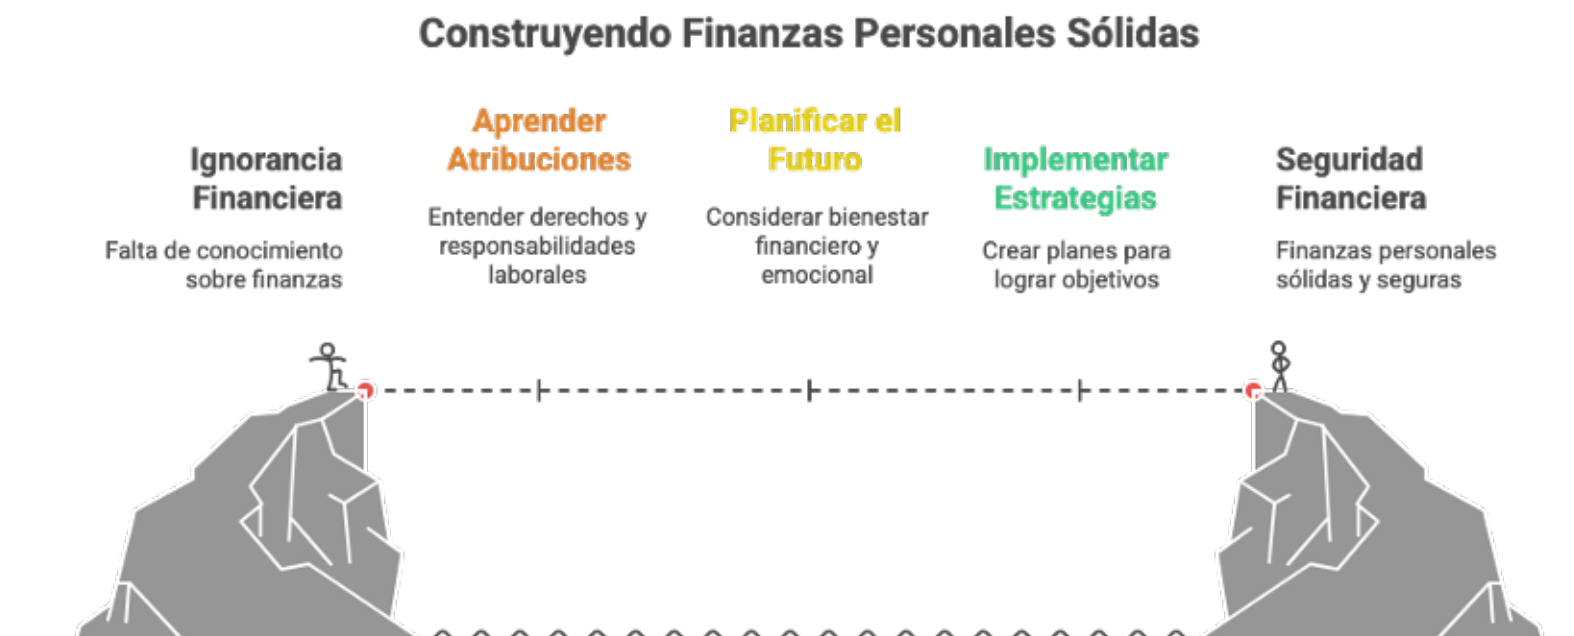 Construyendo Finanzas Personales Sólidas
Ignorancia
Financiera
Falta de conocimiento
sobre finanzas
Aprender
Atribuciones
Entender derechos y
responsabilidades
laborales
Planificar el
Futuro
Considerar bienestar
financiero y
emocional
Implementar
Estrategias
Crear planes para
lograr objetivos
Seguridad
Financiera
Finanzas personales
sólidas y seguras